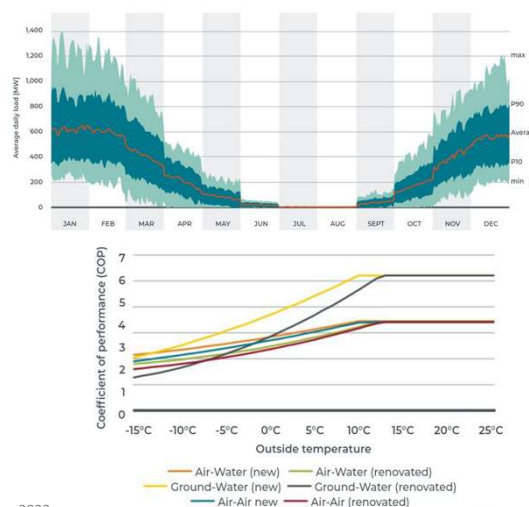 1,400
1,200
1,000
800
600
400
200
0
Average daily load [MW]
max
P90
Avera
P10
min
JAN FEB MAR APR MAY JUN JUL AUG SEPT OCT NOV DEC
7
6
5
4
3
2
1
0
Coefficient of performance (COP)
-15°C -10°C -5°C 0°C 5°C 10°C 15°C 20°C 25°C
Outside temperature
Air-Water (new) Air-Water (renovated)
Ground-Water (new) Ground-Water (renovated)
Air-Air new Air-Air (renovated)